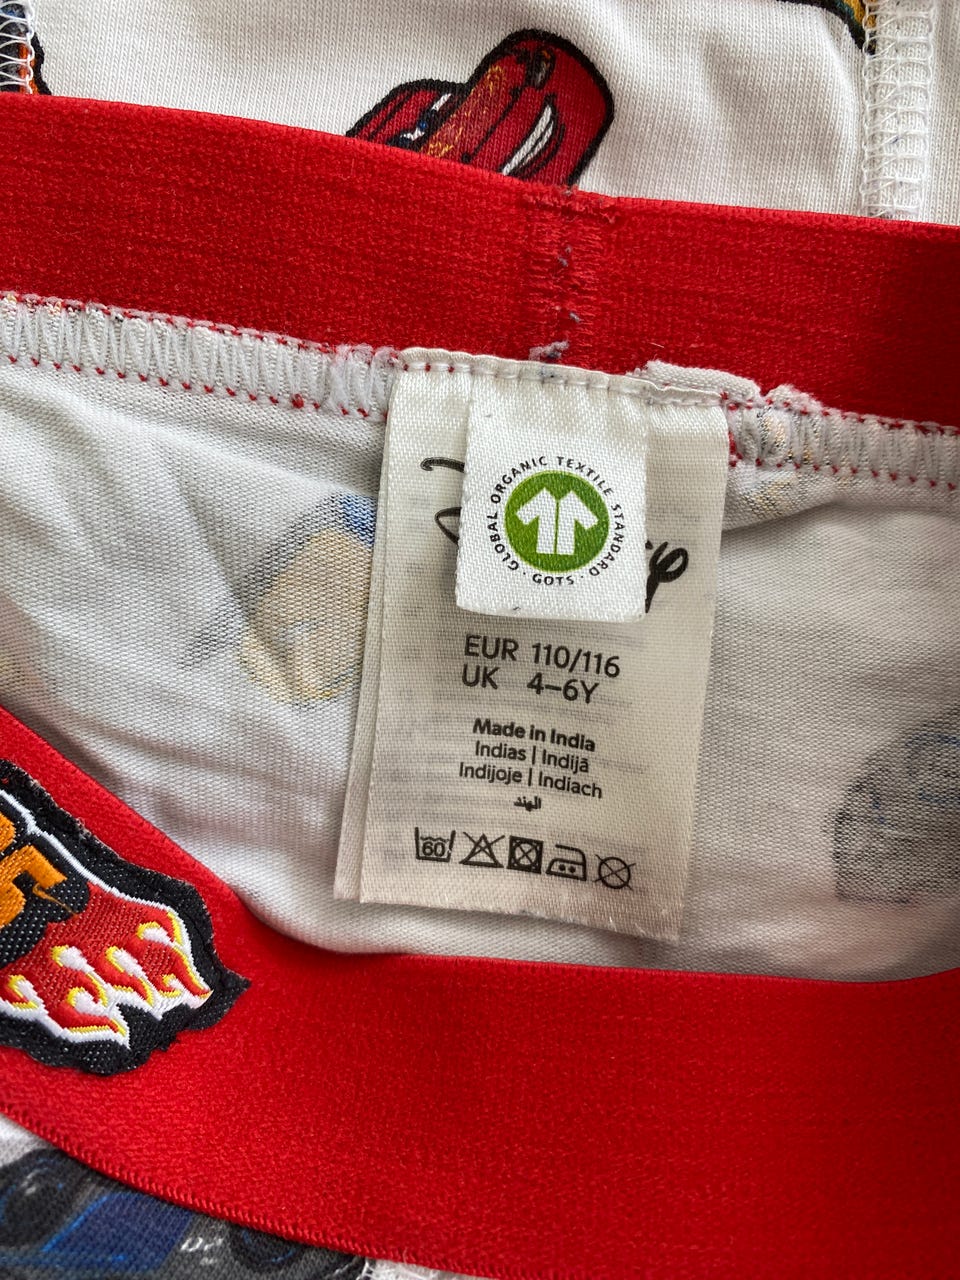 GLOBAL ORGANIC TEXTILE STANDARD · GOTS ·
EUR 110/116
UK 4–6Y
Made in India
Indias | Indijā
Indijoje | Indiach
الهند
60
95